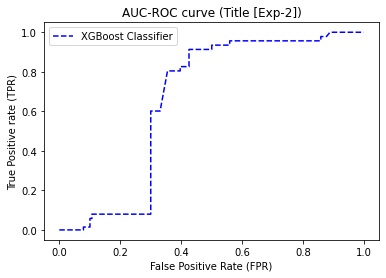 AUC-ROC curve (Title [Exp-2])
XGBoost Classifier
True Positive rate (TPR)
1.0
0.8
0.6
0.4
0.2
0.0
0.0 0.2 0.4 0.6 0.8 1.0
False Positive Rate (FPR)